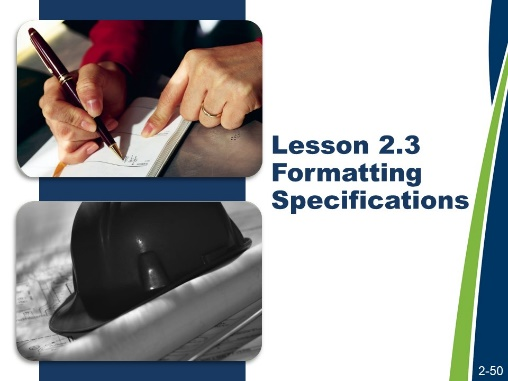 Lesson 2.3
Formatting
Specifications
2-50